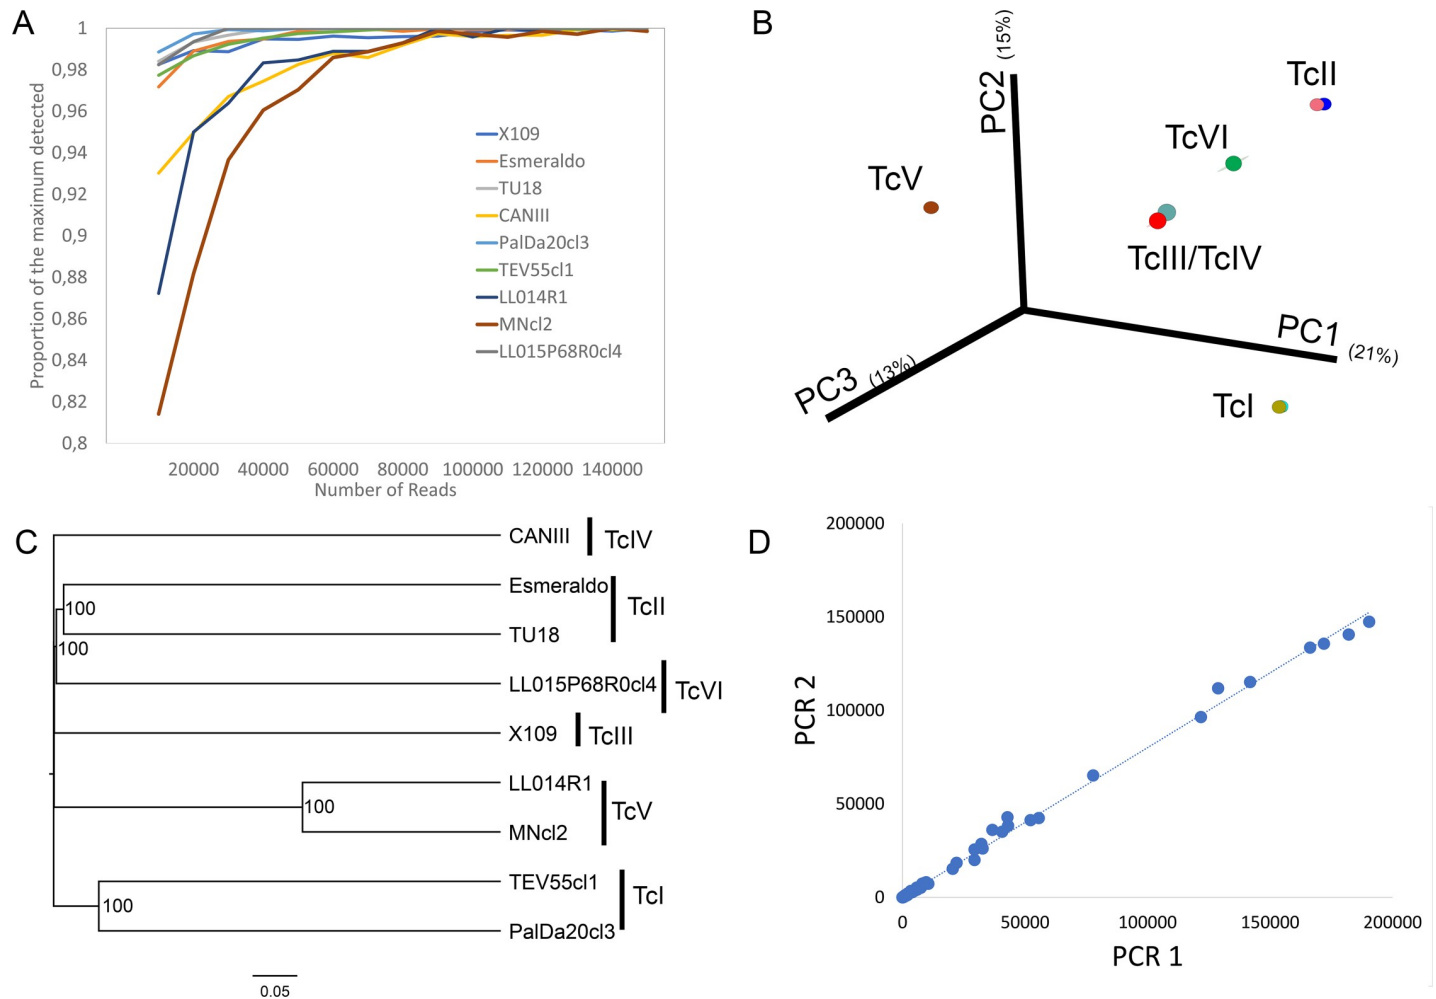 A
1
0,98
0,96
0,94
0,92
0,9
0,88
0,86
0,84
0,82
0,8
Proportion of the maximum detected
X109
Esmeraldo
TU18
CANIII
PalDa20cl3
TEV55cl1
LL014R1
MNcl2
LL015P68R0cl4
20000 40000 60000 80000 100000 120000 140000
Number of Reads
B
PC2 (15%)
TcII
TcVI
TcV
TcIII/TcIV
PC1 (21%)
PC3 (13%)
TcI
C
CANIII TcIV
Esmeraldo
100 TcII
TU18
100
LL015P68R0cl4 TcVI
X109 TcIII
LL014R1
100 TcV
MNcl2
TEV55cl1
100 TcI
PalDa20cl3
0.05
D
200000
150000
100000
50000
0
PCR 2
0 50000 100000 150000 200000
PCR 1